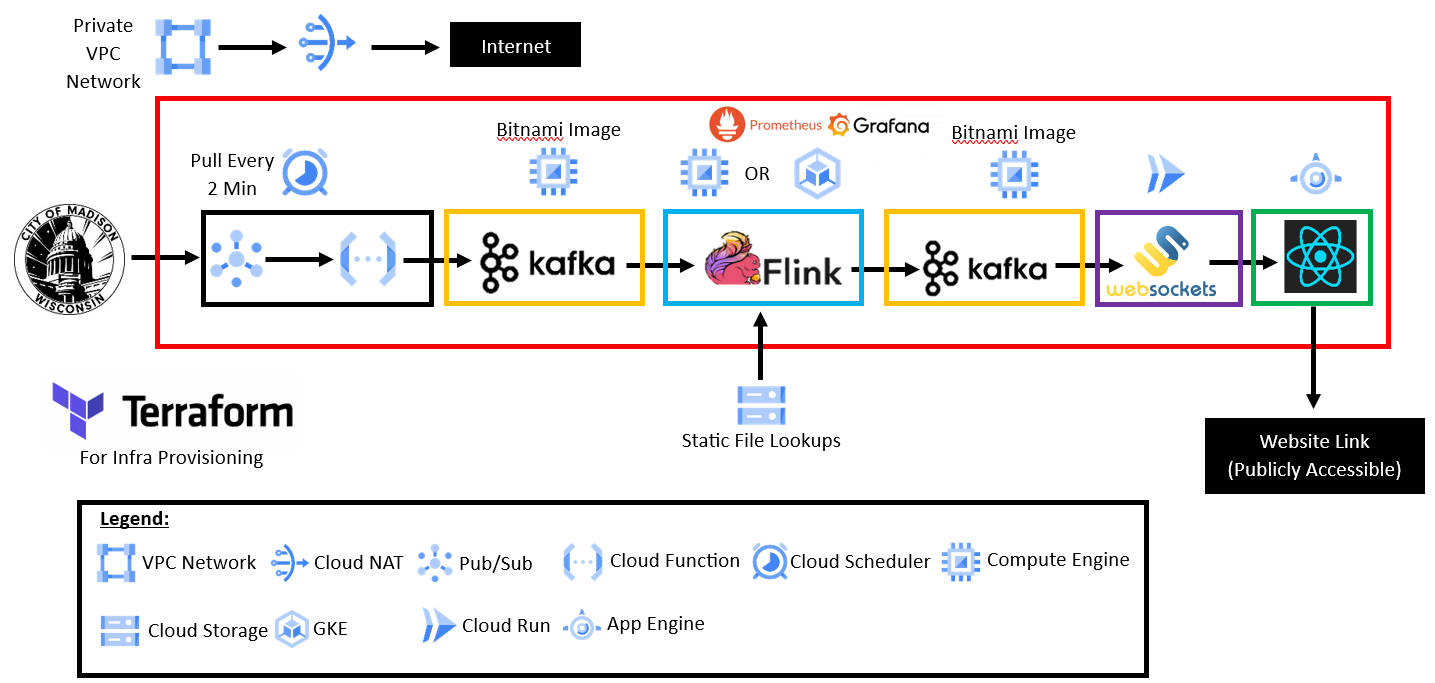 Private
VPC
Network
Internet
Pull Every
2 Min
Bitnami Image
Prometheus
Grafana
OR
Bitnami Image
CITY OF MADISON
WISCONSIN
kafka
Flink
kafka
websockets
Terraform
For Infra Provisioning
Static File Lookups
Website Link
(Publicly Accessible)
Legend:
VPC Network
Cloud NAT
Pub/Sub
Cloud Function
Cloud Scheduler
Compute Engine
Cloud Storage
GKE
Cloud Run
App Engine